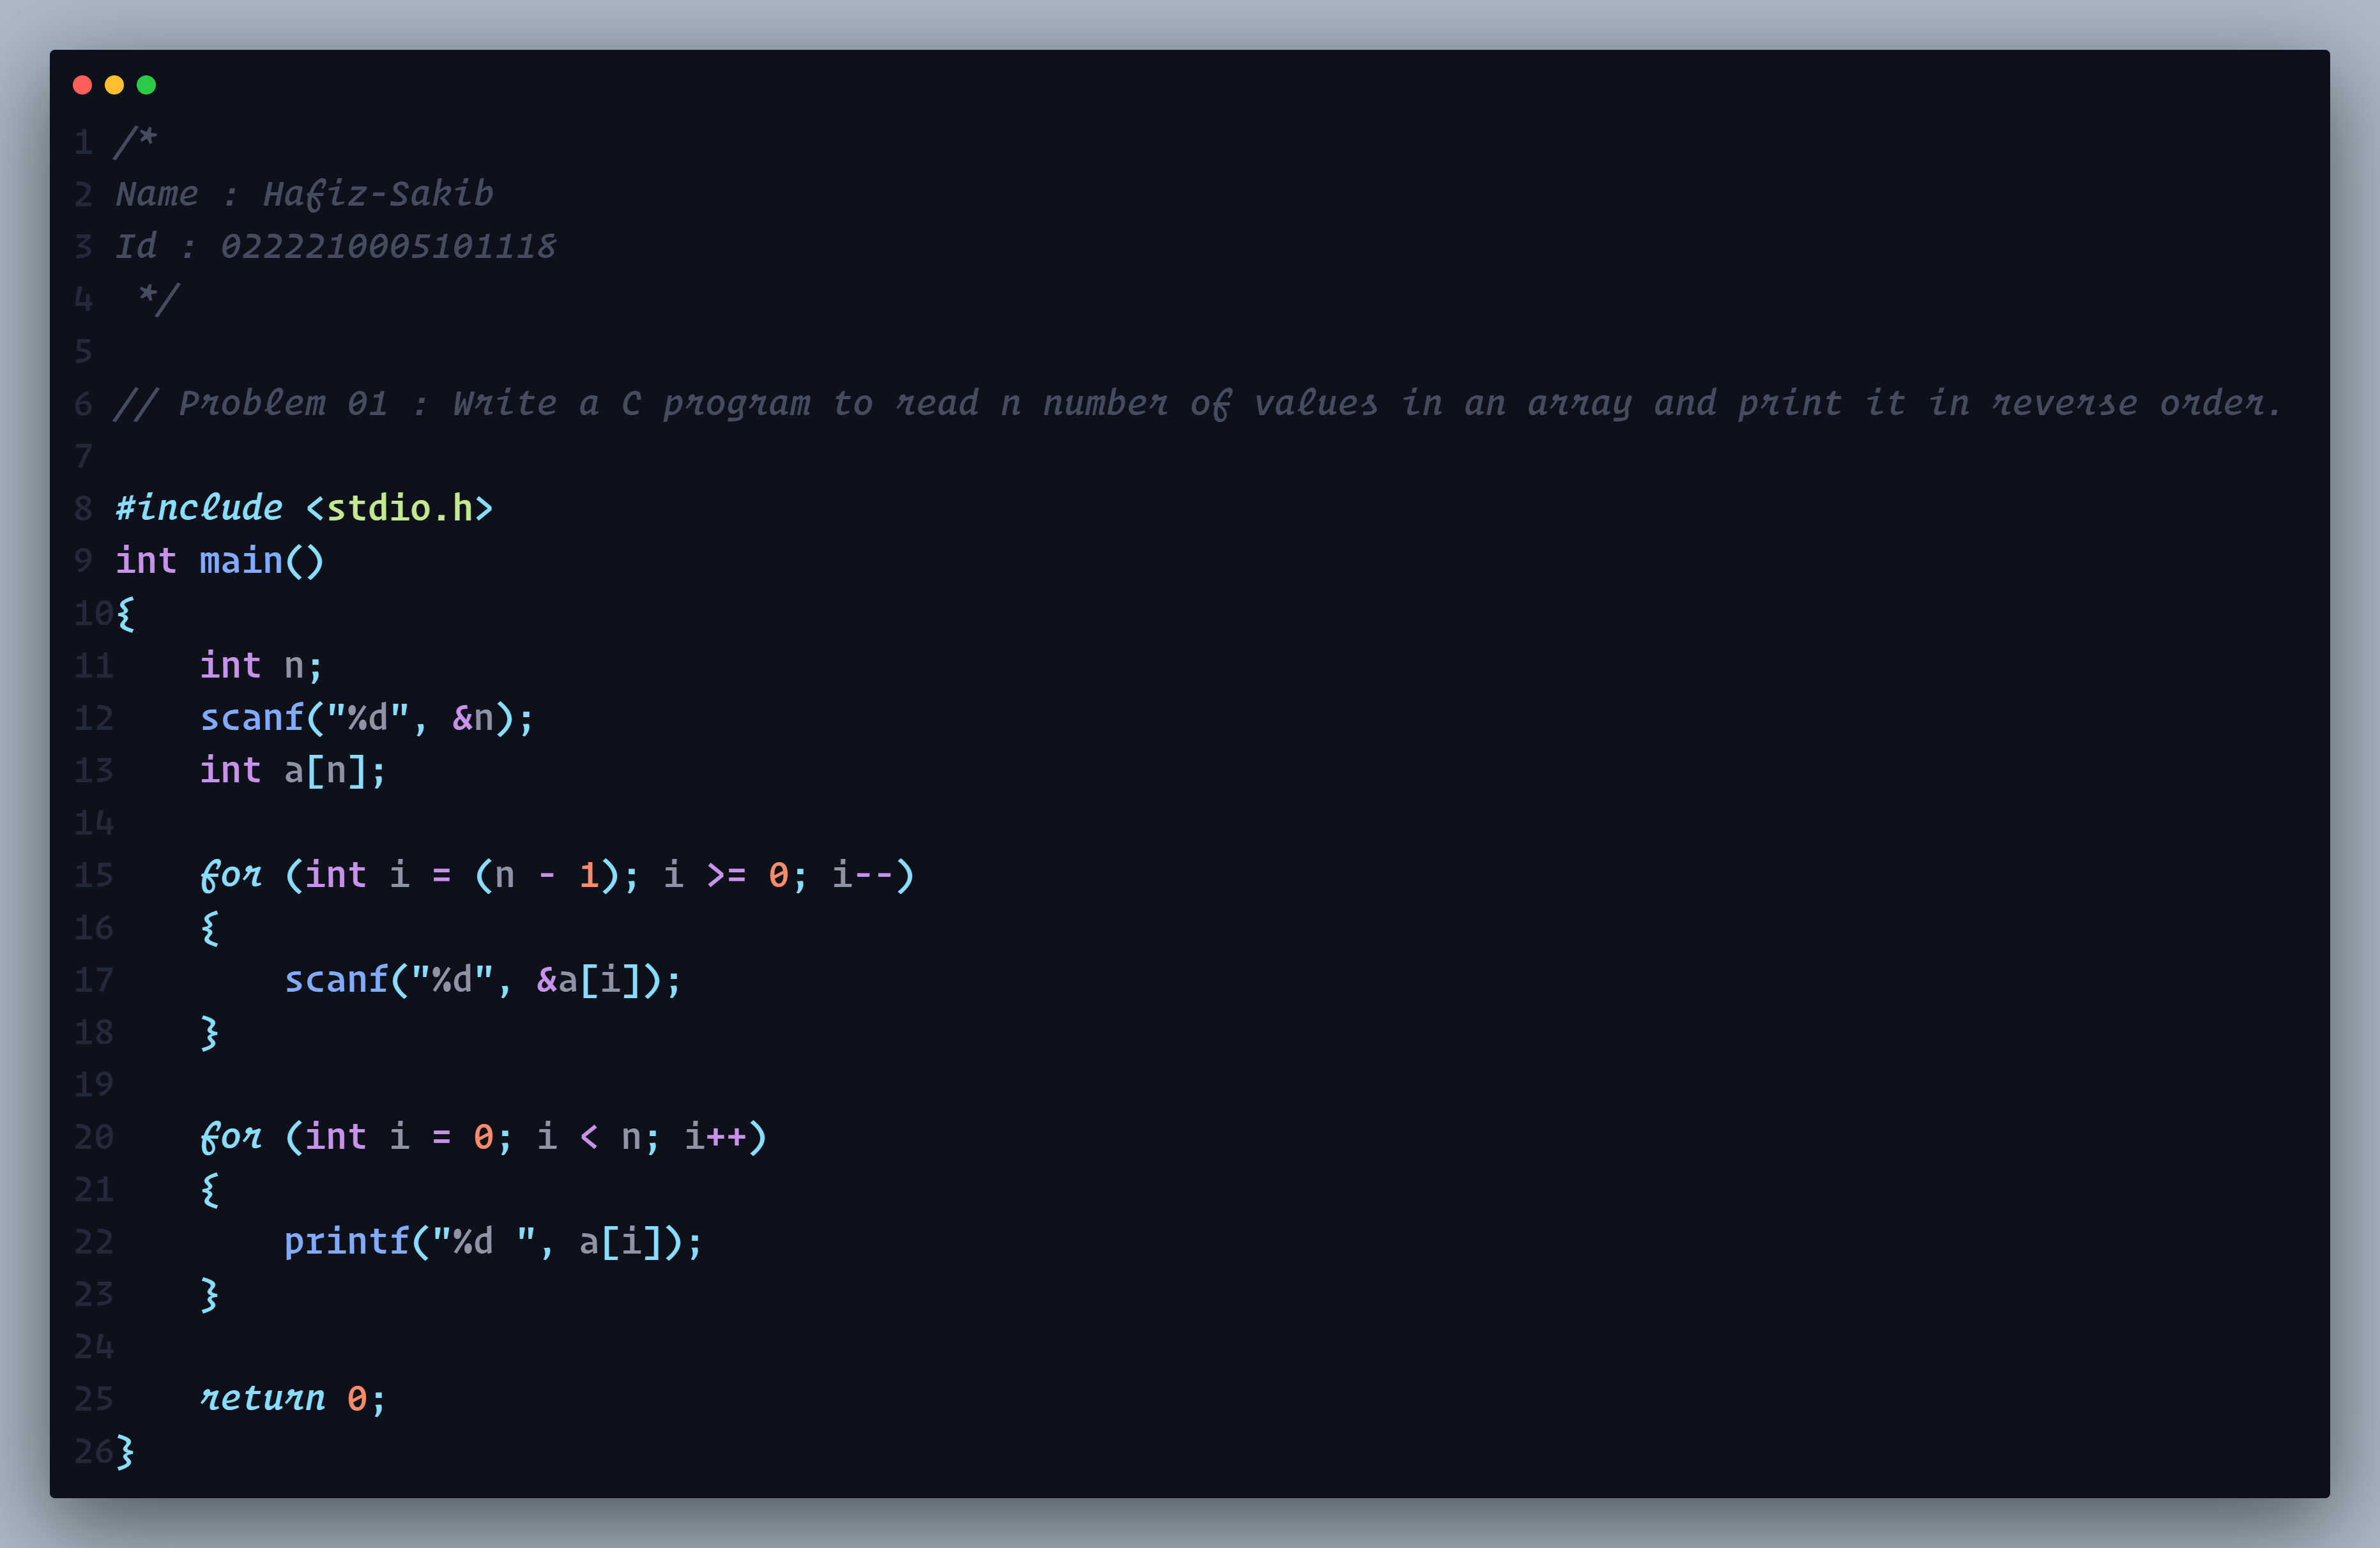 1 /*
2 Name : Hafiz-Sakib
3 Id : 0222210005101118
4  */
5
6 // Problem 01 : Write a C program to read n number of values in an array and print it in reverse order.
7
8 #include <stdio.h>
9 int main()
10{
11    int n;
12    scanf("%d", &n);
13    int a[n];
14
15    for (int i = (n - 1); i >= 0; i--)
16    {
17        scanf("%d", &a[i]);
18    }
19
20    for (int i = 0; i < n; i++)
21    {
22        printf("%d ", a[i]);
23    }
24
25    return 0;
26}